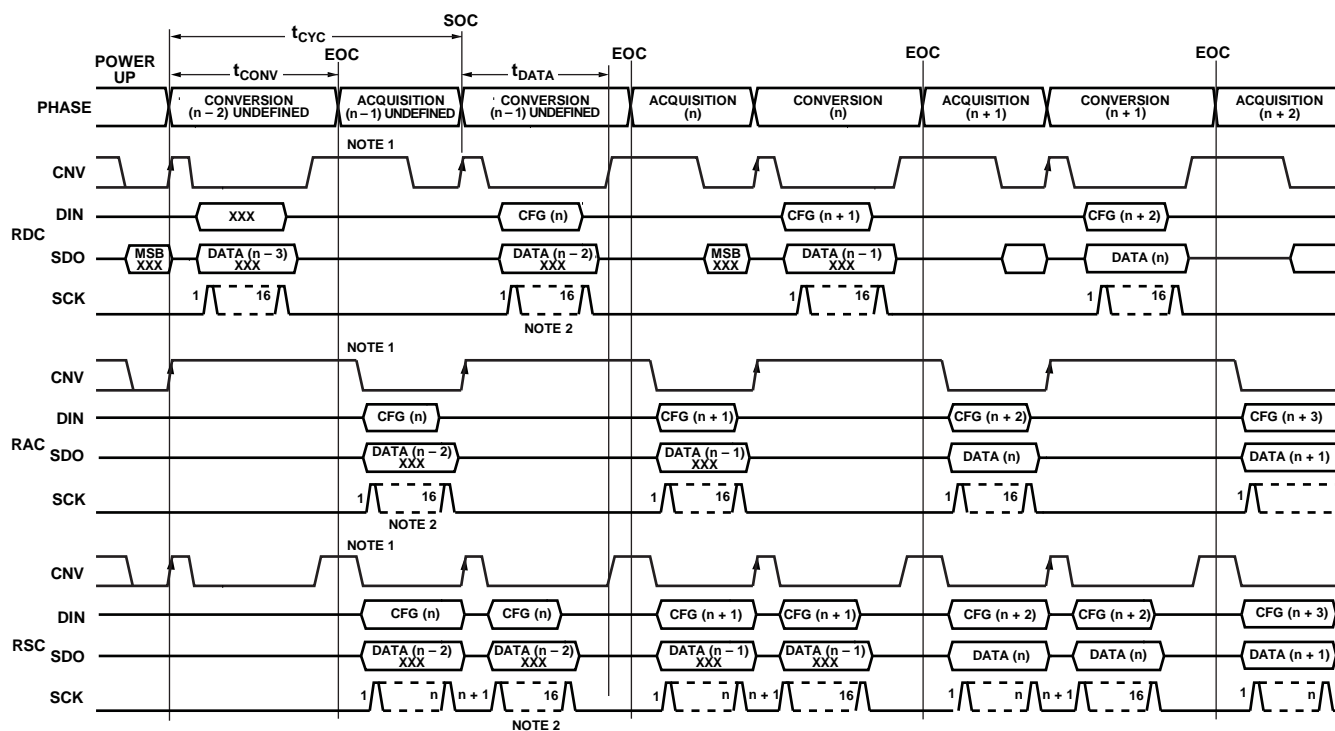 SOC
tCYC
POWER
UP
EOC
EOC
EOC
EOC
tCONV
tDATA
PHASE
CONVERSION
(n – 2) UNDEFINED
ACQUISITION
(n – 1) UNDEFINED
CONVERSION
(n – 1) UNDEFINED
ACQUISITION
(n)
CONVERSION
(n)
ACQUISITION
(n + 1)
CONVERSION
(n + 1)
ACQUISITION
(n + 2)
NOTE 1
CNV
RDC
DIN
XXX
CFG (n)
CFG (n + 1)
CFG (n + 2)
SDO
MSB
XXX
DATA (n – 3)
XXX
DATA (n – 2)
XXX
MSB
XXX
DATA (n – 1)
XXX
DATA (n)
SCK
1 16 1 16 1 16 1 16
NOTE 2
NOTE 1
CNV
RAC
DIN
CFG (n)
CFG (n + 1)
CFG (n + 2)
CFG (n + 3)
SDO
DATA (n – 2)
XXX
DATA (n – 1)
XXX
DATA (n)
DATA (n + 1)
SCK
1 16 1 16 1 16 1
NOTE 2
NOTE 1
CNV
RSC
DIN
CFG (n)
CFG (n)
CFG (n + 1)
CFG (n + 1)
CFG (n + 2)
CFG (n + 2)
CFG (n + 3)
SDO
DATA (n – 2)
XXX
DATA (n – 2)
XXX
DATA (n – 1)
XXX
DATA (n – 1)
XXX
DATA (n)
DATA (n)
DATA (n + 1)
SCK
1 n n + 1 16 1 n n + 1 16 1 n n + 1 16 1 n
NOTE 2